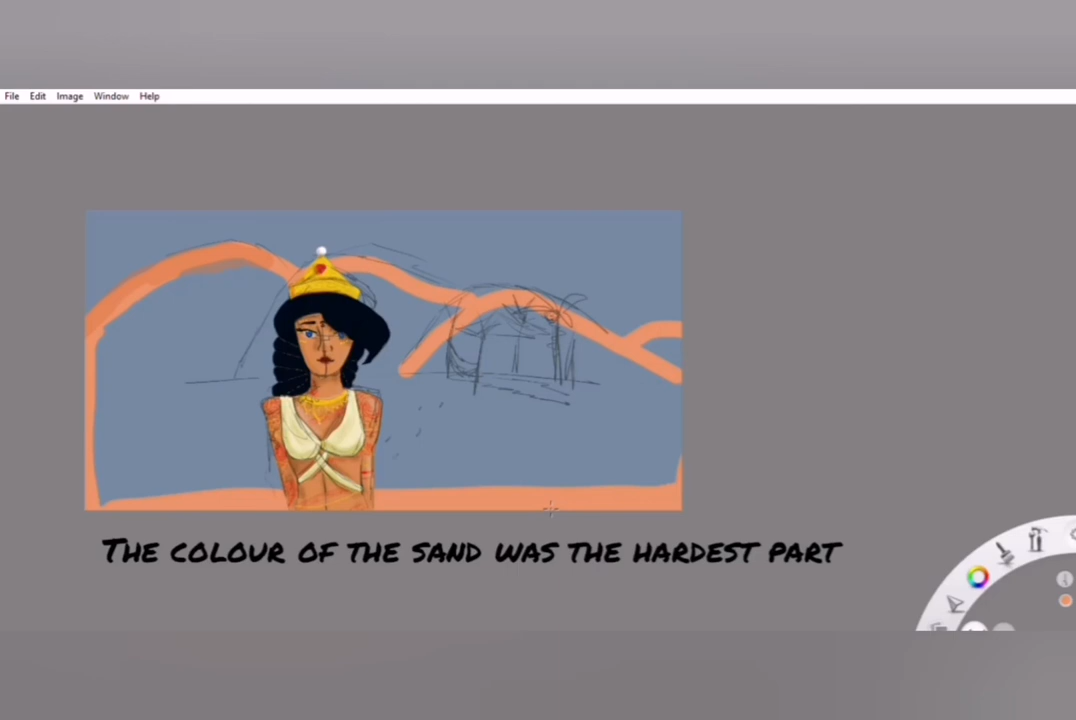 File Edit Image Window Help
THE COLOUR OF THE SAND WAS THE HARDEST PART